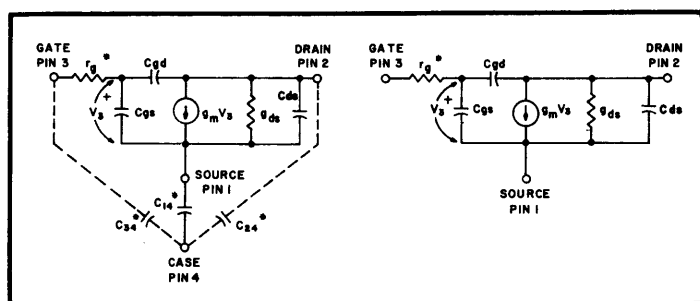 GATE
PIN 3
rg*
Cgd
DRAIN
PIN 2
Cds
+
V3
Cgs
gmV3
gds
SOURCE
PIN 1
C14*
C34*
C24*
CASE
PIN 4
GATE
PIN 3
rg*
Cgd
DRAIN
PIN 2
+
V3
Cgs
gmV3
gds
Cds
SOURCE
PIN 1